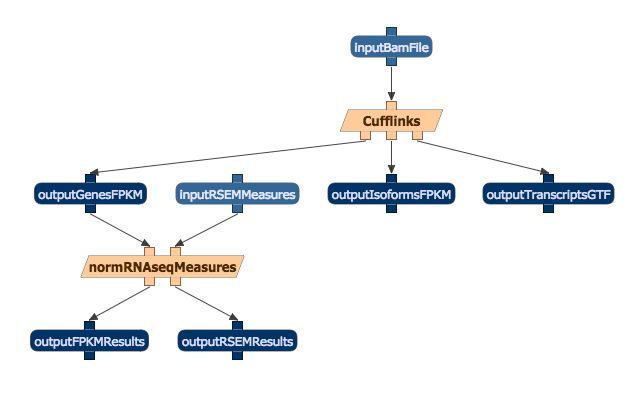 inputBamFile
Cufflinks
outputGenesFPKM
inputRSEMMeasures
outputIsoformsFPKM
outputTranscriptsGTF
normRNAseqMeasures
outputFPKMResults
outputRSEMResults